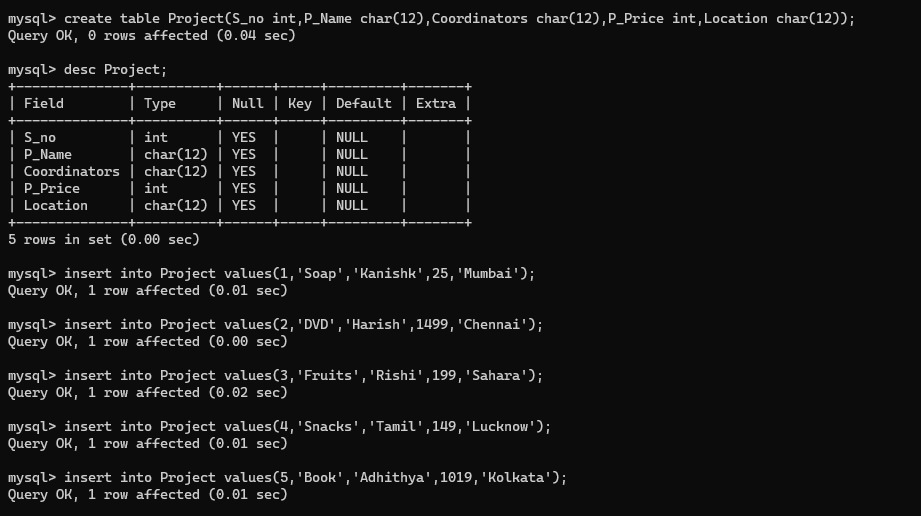 mysql> create table Project(S_no int,P_Name char(12),Coordinators char(12),P_Price int,Location char(12));
Query OK, 0 rows affected (0.04 sec)
mysql> desc Project;
+--------------+----------+------+-----+---------+-------+
| Field        | Type     | Null | Key | Default | Extra |
+--------------+----------+------+-----+---------+-------+
| S_no         | int      | YES  |     | NULL    |       |
| P_Name       | char(12) | YES  |     | NULL    |       |
| Coordinators | char(12) | YES  |     | NULL    |       |
| P_Price      | int      | YES  |     | NULL    |       |
| Location     | char(12) | YES  |     | NULL    |       |
+--------------+----------+------+-----+---------+-------+
5 rows in set (0.00 sec)
mysql> insert into Project values(1,'Soap','Kanishk',25,'Mumbai');
Query OK, 1 row affected (0.01 sec)
mysql> insert into Project values(2,'DVD','Harish',1499,'Chennai');
Query OK, 1 row affected (0.00 sec)
mysql> insert into Project values(3,'Fruits','Rishi',199,'Sahara');
Query OK, 1 row affected (0.02 sec)
mysql> insert into Project values(4,'Snacks','Tamil',149,'Lucknow');
Query OK, 1 row affected (0.01 sec)
mysql> insert into Project values(5,'Book','Adhithya',1019,'Kolkata');
Query OK, 1 row affected (0.01 sec)